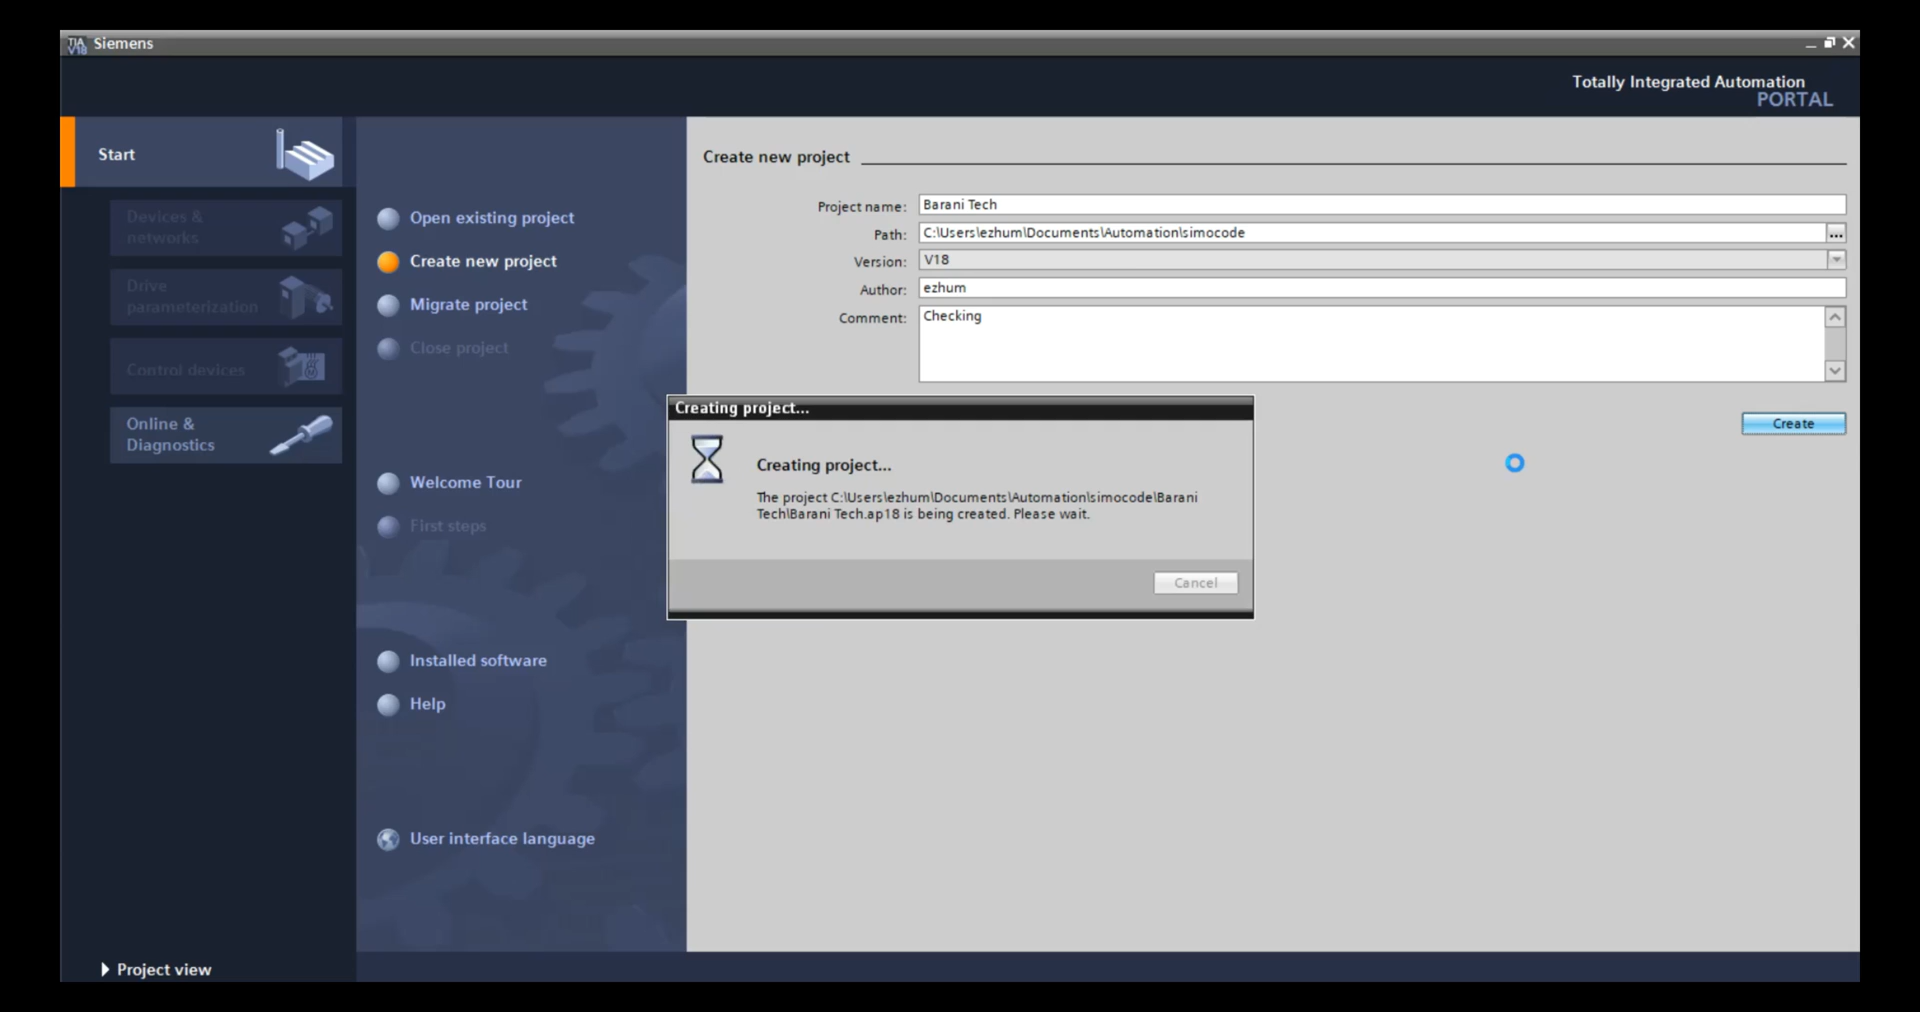 TIA V18 Siemens
Totally Integrated Automation
PORTAL
Start
Devices &
networks
Drive
parameterization
Control devices
Online &
Diagnostics
Open existing project
Create new project
Migrate project
Close project
Welcome Tour
First steps
Installed software
Help
User interface language
Create new project
Project name: Barani Tech
Path: C:\Users\ezhum\Documents\Automation\simocode ...
Version: V18
Author: ezhum
Comment: Checking
Create
Creating project...
Creating project...
The project C:\Users\ezhum\Documents\Automation\simocode\Barani
Tech\Barani Tech.ap18 is being created. Please wait.
Cancel
Project view